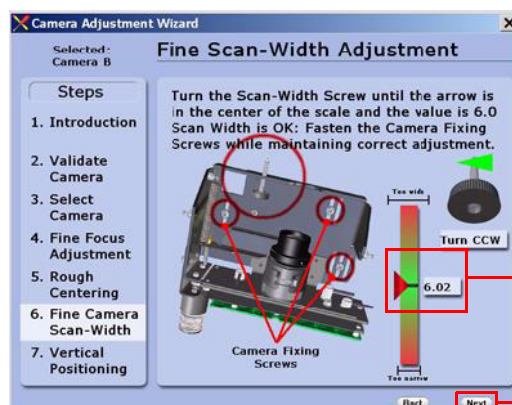 Camera Adjustment Wizard
Selected:
Camera B
Fine Scan-Width Adjustment
Steps
1. Introduction
2. Validate
Camera
3. Select
Camera
4. Fine Focus
Adjustment
5. Rough
Centering
6. Fine Camera
Scan-Width
7. Vertical
Positioning
Turn the Scan-Width Screw until the arrow is
in the center of the scale and the value is 6.0
Scan Width is OK: Fasten the Camera Fixing
Screws while maintaining correct adjustment.
Too wide
Turn CCW
6.02
Camera Fixing
Screws
Too narrow
Back
Next